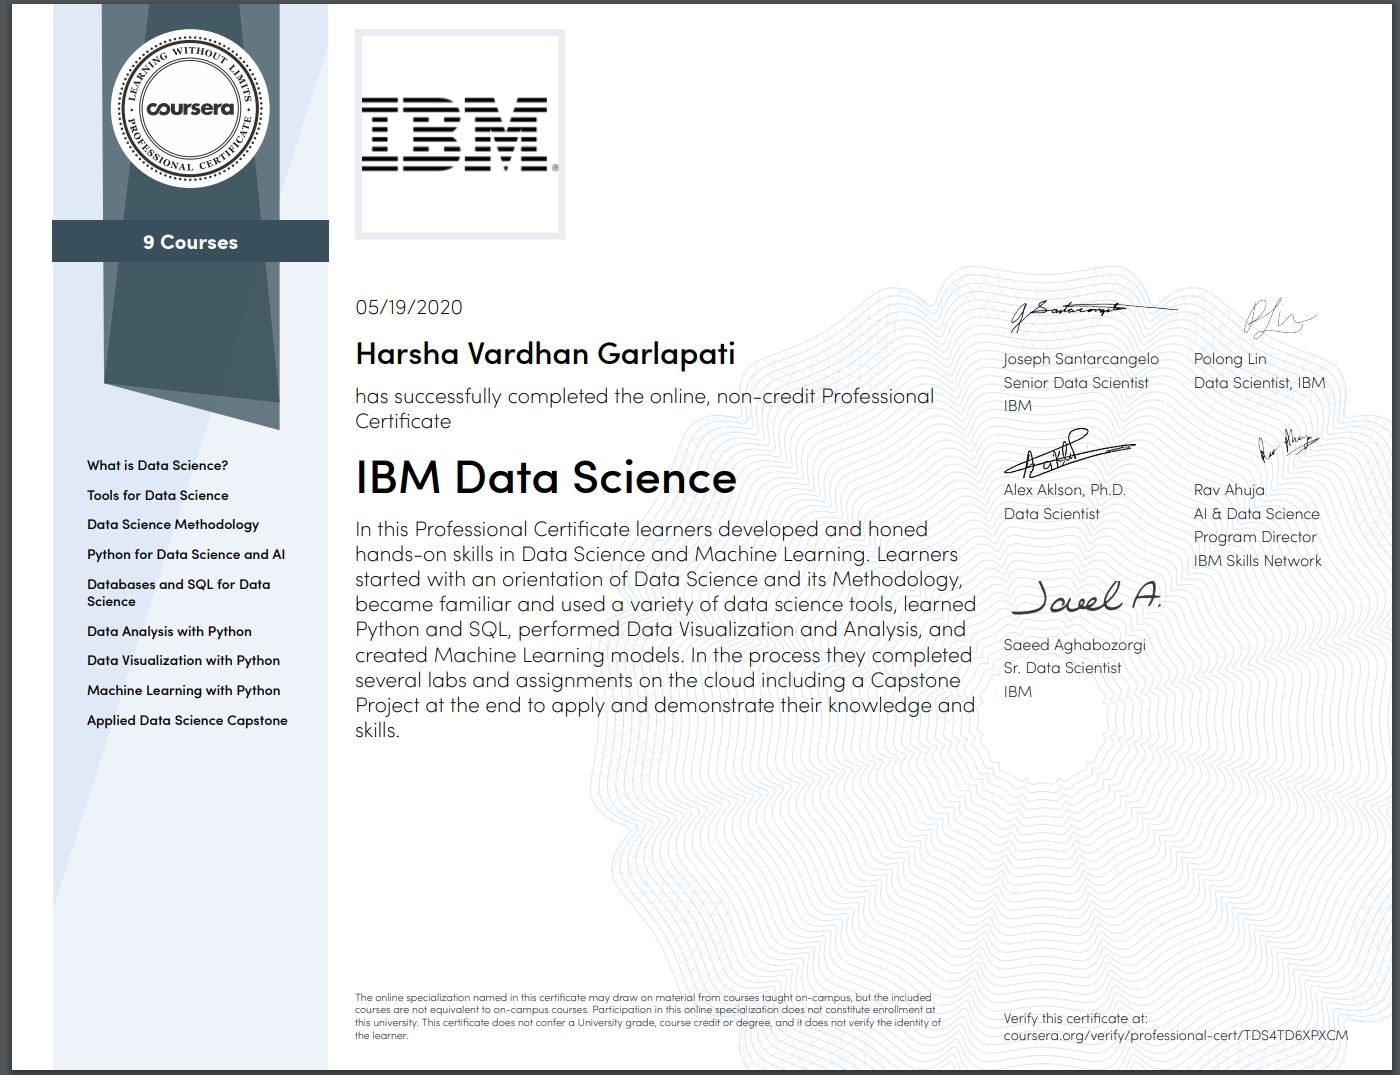 LEARNING WITHOUT LIMITS
coursera
PROFESSIONAL CERTIFICATE
9 Courses
What is Data Science?
Tools for Data Science
Data Science Methodology
Python for Data Science and AI
Databases and SQL for Data
Science
Data Analysis with Python
Data Visualization with Python
Machine Learning with Python
Applied Data Science Capstone
IBM®
05/19/2020
Harsha Vardhan Garlapati
has successfully completed the online, non-credit Professional
Certificate
IBM Data Science
In this Professional Certificate learners developed and honed
hands-on skills in Data Science and Machine Learning. Learners
started with an orientation of Data Science and its Methodology,
became familiar and used a variety of data science tools, learned
Python and SQL, performed Data Visualization and Analysis, and
created Machine Learning models. In the process they completed
several labs and assignments on the cloud including a Capstone
Project at the end to apply and demonstrate their knowledge and
skills.
Joseph Santarcangelo
Senior Data Scientist
IBM
Polong Lin
Data Scientist, IBM
Alex Aklson, Ph.D.
Data Scientist
Rav Ahuja
AI & Data Science
Program Director
IBM Skills Network
Saeed Aghabozorgi
Sr. Data Scientist
IBM
The online specialization named in this certificate may draw on material from courses taught on-campus, but the included
courses are not equivalent to on-campus courses. Participation in this online specialization does not constitute enrollment at
this university. This certificate does not confer a University grade, course credit or degree, and it does not verify the identity of
the learner.
Verify this certificate at:
coursera.org/verify/professional-cert/TDS4TD6XPXCM